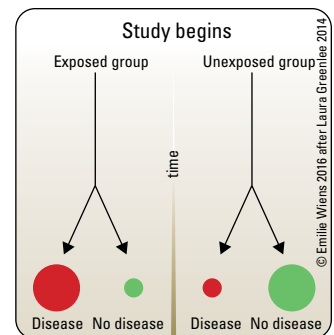 Study begins
Exposed group
Unexposed group
time
Disease
No disease
Disease
No disease
© Emilie Wiens 2016 after Laura Greenlee 2014